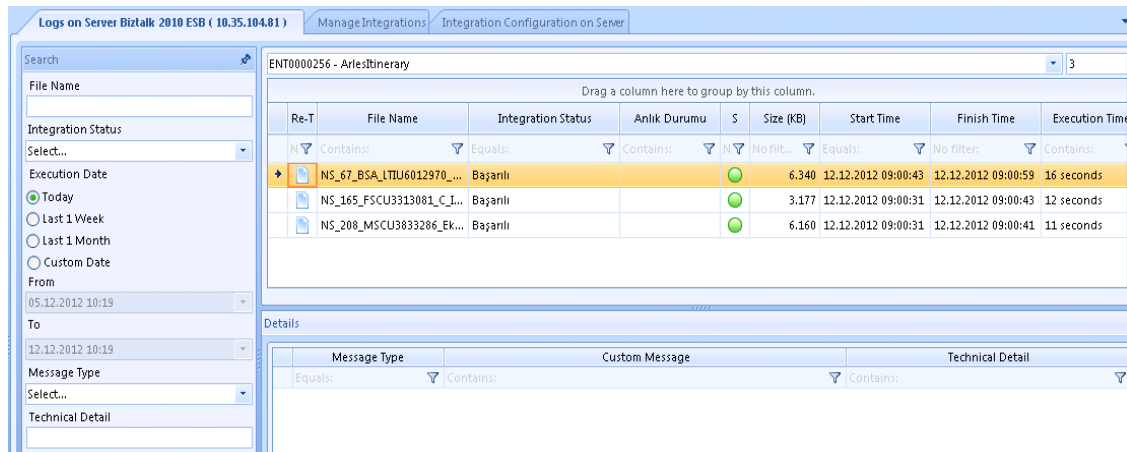 Logs on Server Biztalk 2010 ESB ( 10.35.104.81 ) Manage Integrations Integration Configuration on Server
Search
File Name
Integration Status
Select...
Execution Date
Today
Last 1 Week
Last 1 Month
Custom Date
From
05.12.2012 10:19
To
12.12.2012 10:19
Message Type
Select...
Technical Detail
ENT0000256 - ArlesItinerary 3
Drag a column here to group by this column.
Re-T File Name Integration Status Anlık Durumu S Size (KB) Start Time Finish Time Execution Time
N Contains: Equals: Contains: N No filt... Equals: No filter: Contains:
NS_67_BSA_LTIU6012970_... Başarılı 6.340 12.12.2012 09:00:43 12.12.2012 09:00:59 16 seconds
NS_165_FSCU3313081_C_I... Başarılı 3.177 12.12.2012 09:00:31 12.12.2012 09:00:43 12 seconds
NS_208_MSCU3833286_Ek... Başarılı 6.160 12.12.2012 09:00:31 12.12.2012 09:00:41 11 seconds
Details
Message Type Custom Message Technical Detail
Equals: Contains: Contains: